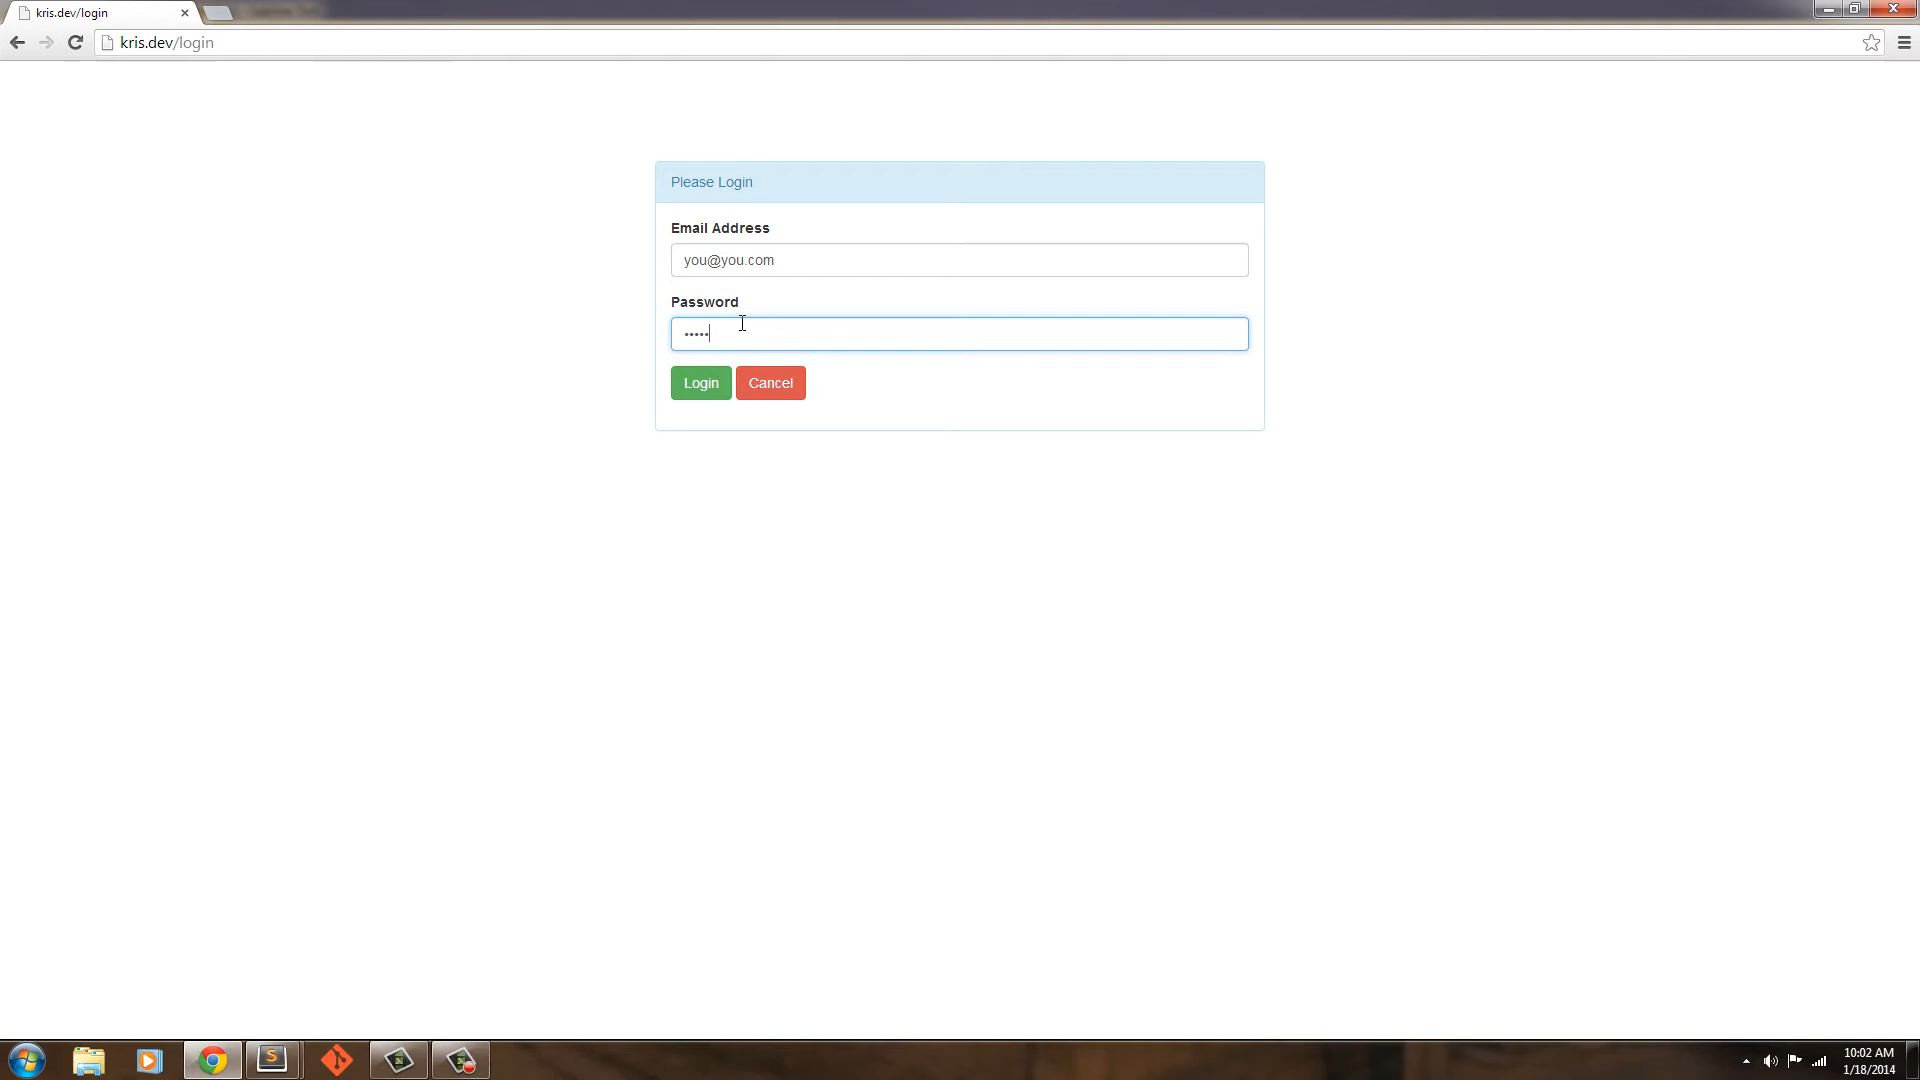 kris.dev/login
kris.dev/login
Please Login
Email Address
you@you.com
Password
•••••
Login Cancel
10:02 AM
1/18/2014